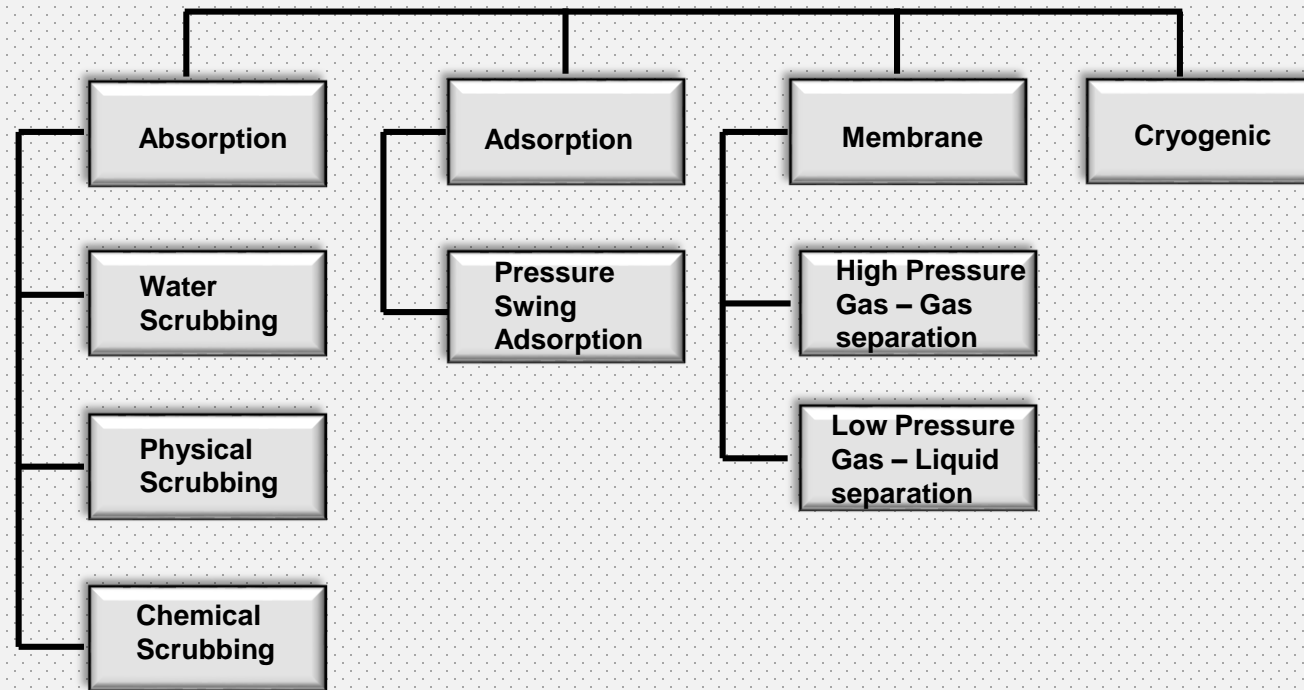 Absorption
Adsorption
Membrane
Cryogenic
Water
Scrubbing
Pressure
Swing
Adsorption
High Pressure
Gas – Gas
separation
Physical
Scrubbing
Low Pressure
Gas – Liquid
separation
Chemical
Scrubbing